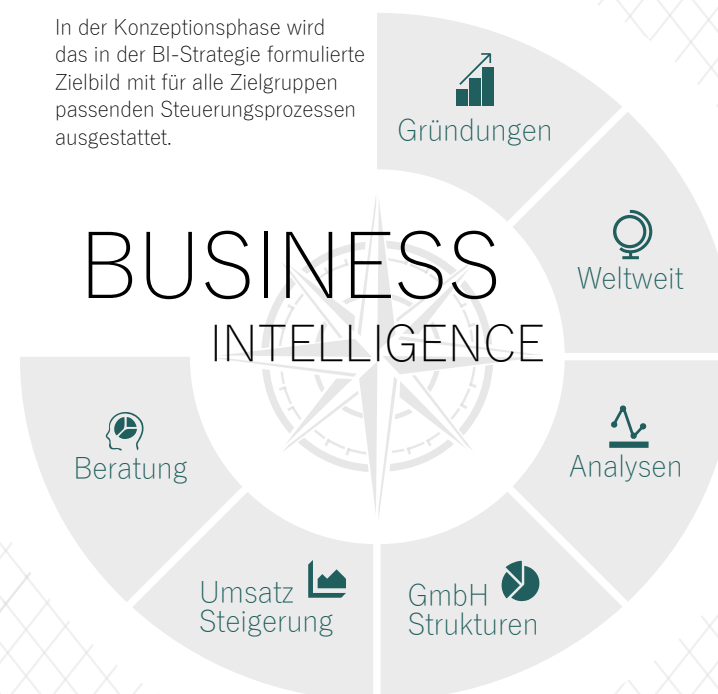 In der Konzeptionsphase wird
das in der BI-Strategie formulierte
Zielbild mit für alle Zielgruppen
passenden Steuerungsprozessen
ausgestattet.
Gründungen
BUSINESS
INTELLIGENCE
Weltweit
Analysen
GmbH
Strukturen
Umsatz
Steigerung
Beratung